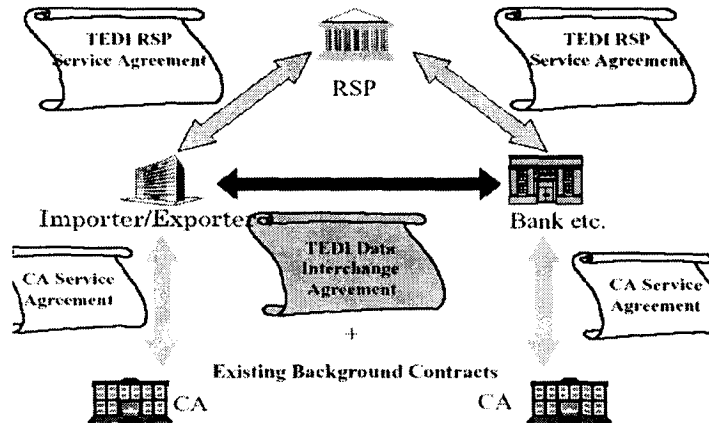 TEDI RSP
Service Agreement
TEDI RSP
Service Agreement
RSP
Importer/Exporter
Bank etc.
TEDI Data
Interchange
Agreement
CA Service
Agreement
CA Service
Agreement
+
Existing Background Contracts
CA
CA